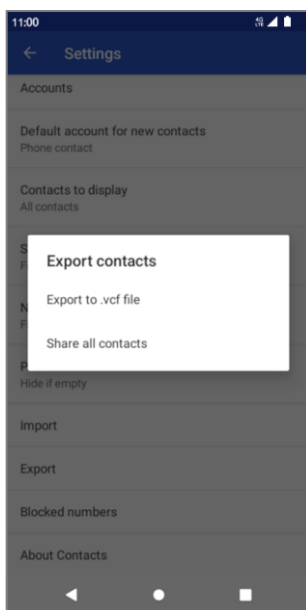 11:00
Settings
Accounts
Default account for new contacts
Phone contact
Contacts to display
All contacts
S
F
Export contacts
Export to .vcf file
N
F
Share all contacts
P
Hide if empty
Import
Export
Blocked numbers
About Contacts